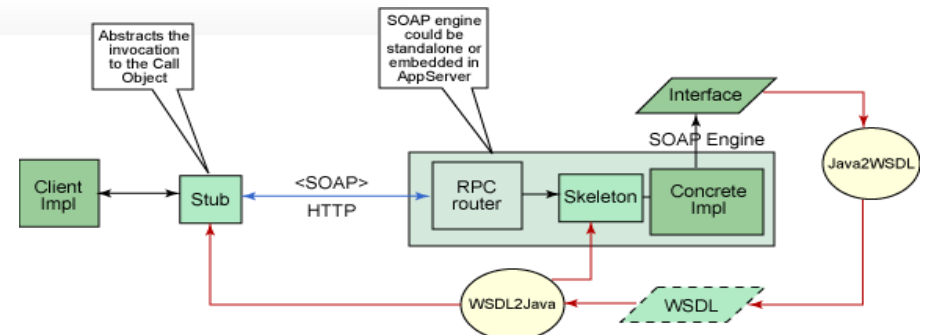 Abstracts the
invocation
to the Call
Object
SOAP engine
could be
standalone or
embedded in
AppServer
Interface
SOAP Engine
Java2WSDL
Client
Impl
Stub
<SOAP>
HTTP
RPC
router
Skeleton
Concrete
Impl
WSDL2Java
WSDL